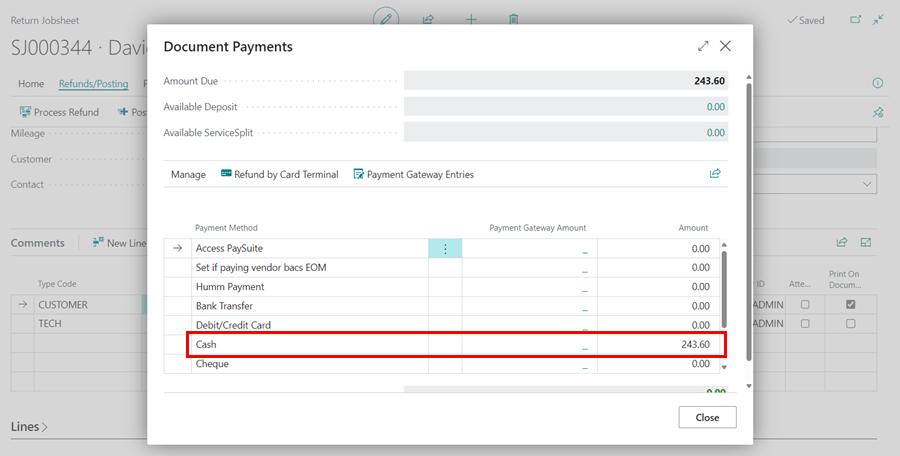 Return Jobsheet
Saved
SJ000344 · Davi
Home Refunds/Posting
Process Refund Pos
Mileage
Customer
Contact
Comments New Line
Type Code ID Atte... Print On Docum...
CUSTOMER ADMIN
TECH ADMIN
Lines
Document Payments
Amount Due 243.60
Available Deposit 0.00
Available ServiceSplit 0.00
Manage Refund by Card Terminal Payment Gateway Entries
Payment Method Payment Gateway Amount Amount
Access PaySuite _ 0.00
Set if paying vendor bacs EOM _ 0.00
Humm Payment _ 0.00
Bank Transfer _ 0.00
Debit/Credit Card _ 0.00
Cash _ 243.60
Cheque _ 0.00
0.00
Close